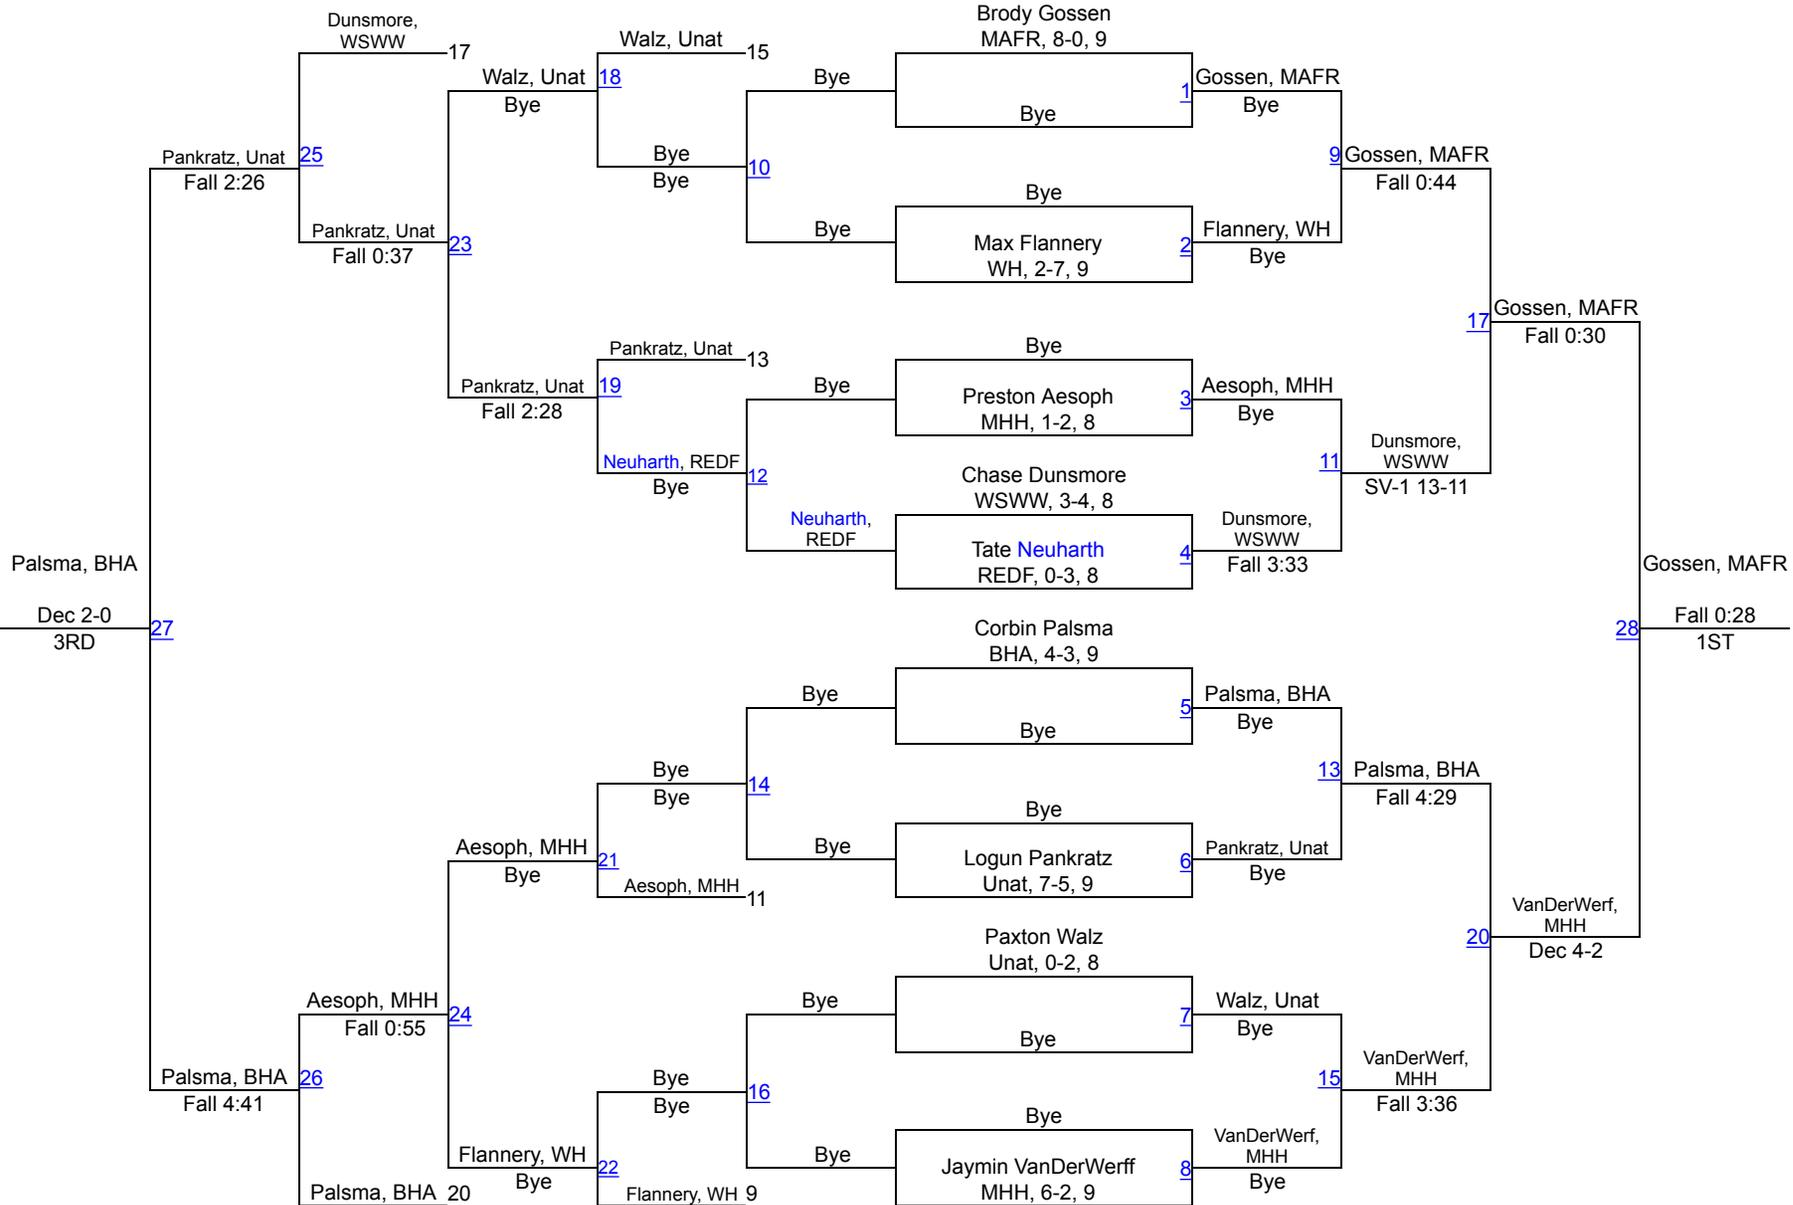 Brody Gossen
MAFR, 8-0, 9
Dunsmore,
WSWW
17
Walz, Unat
15
Walz, Unat
18
Bye
Bye
1
Gossen, MAFR
Bye
Bye
Bye
Bye
10
Bye
9
Gossen, MAFR
Fall 0:44
Pankratz, Unat
25
Fall 2:26
Bye
Pankratz, Unat
Fall 0:37
23
Bye
Max Flannery
WH, 2-7, 9
2
Flannery, WH
Bye
17
Gossen, MAFR
Fall 0:30
Pankratz, Unat
13
Bye
Pankratz, Unat
19
Fall 2:28
Bye
Preston Aesoph
MHH, 1-2, 8
3
Aesoph, MHH
Bye
Neuharth, REDF
Bye
12
Chase Dunsmore
WSWW, 3-4, 8
11
Dunsmore,
WSWW
SV-1 13-11
Neuharth,
REDF
Tate Neuharth
REDF, 0-3, 8
4
Dunsmore,
WSWW
Fall 3:33
Palsma, BHA
Dec 2-0
3RD
27
Gossen, MAFR
28
Fall 0:28
1ST
Corbin Palsma
BHA, 4-3, 9
Bye
Bye
5
Palsma, BHA
Bye
Bye
Bye
14
13
Palsma, BHA
Fall 4:29
Bye
Aesoph, MHH
21
Bye
Bye
Logun Pankratz
Unat, 7-5, 9
6
Pankratz, Unat
Bye
Aesoph, MHH
11
VanDerWerf,
MHH
20
Dec 4-2
Paxton Walz
Unat, 0-2, 8
Aesoph, MHH
Fall 0:55
24
Bye
Bye
7
Walz, Unat
Bye
Palsma, BHA
26
Fall 4:41
Bye
Bye
16
15
VanDerWerf,
MHH
Fall 3:36
Bye
Flannery, WH
22
Bye
Bye
Jaymin VanDerWerff
MHH, 6-2, 9
8
VanDerWerf,
MHH
Bye
Palsma, BHA
20
Flannery, WH
9